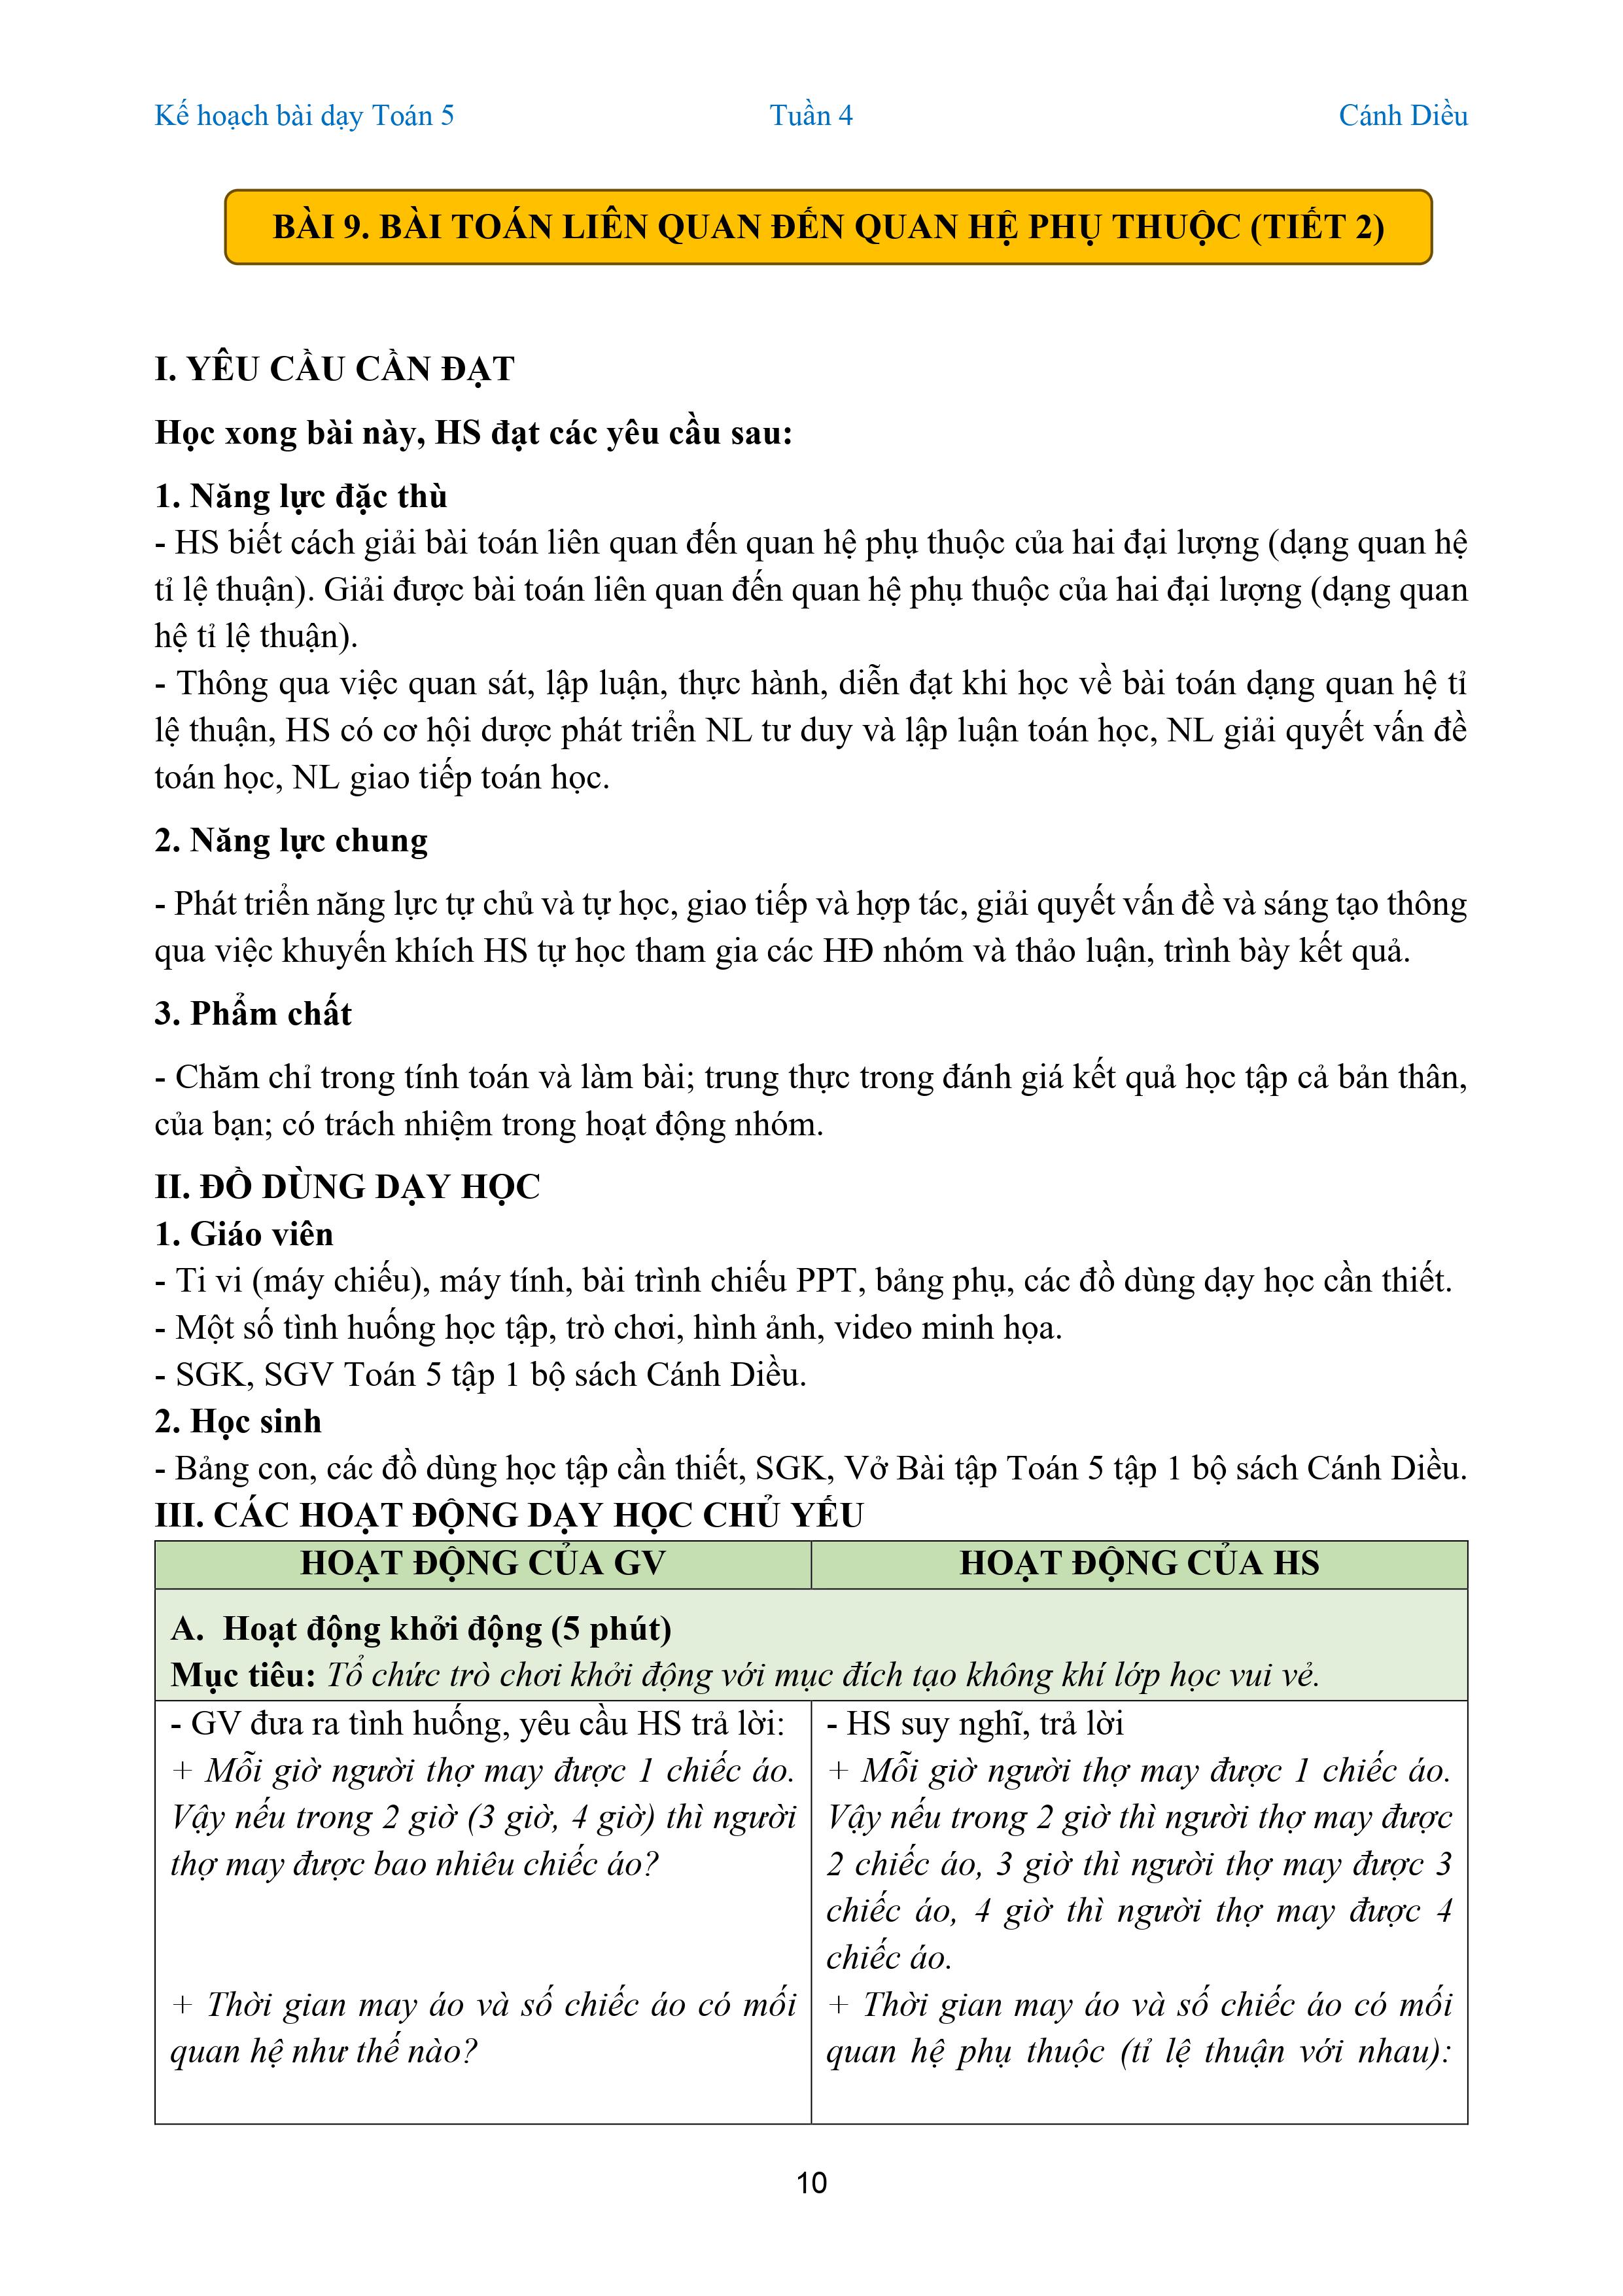 Kế hoạch bài dạy Toán 5 Tuần 4 Cánh Diều
BÀI 9. BÀI TOÁN LIÊN QUAN ĐẾN QUAN HỆ PHỤ THUỘC (TIẾT 2)
I. YÊU CẦU CẦN ĐẠT
Học xong bài này, HS đạt các yêu cầu sau:
1. Năng lực đặc thù
- HS biết cách giải bài toán liên quan đến quan hệ phụ thuộc của hai đại lượng (dạng quan hệ
tỉ lệ thuận). Giải được bài toán liên quan đến quan hệ phụ thuộc của hai đại lượng (dạng quan
hệ tỉ lệ thuận).
- Thông qua việc quan sát, lập luận, thực hành, diễn đạt khi học về bài toán dạng quan hệ tỉ
lệ thuận, HS có cơ hội dược phát triển NL tư duy và lập luận toán học, NL giải quyết vấn đề
toán học, NL giao tiếp toán học.
2. Năng lực chung
- Phát triển năng lực tự chủ và tự học, giao tiếp và hợp tác, giải quyết vấn đề và sáng tạo thông
qua việc khuyến khích HS tự học tham gia các HĐ nhóm và thảo luận, trình bày kết quả.
3. Phẩm chất
- Chăm chỉ trong tính toán và làm bài; trung thực trong đánh giá kết quả học tập cả bản thân,
của bạn; có trách nhiệm trong hoạt động nhóm.
II. ĐỒ DÙNG DẠY HỌC
1. Giáo viên
- Ti vi (máy chiếu), máy tính, bài trình chiếu PPT, bảng phụ, các đồ dùng dạy học cần thiết.
- Một số tình huống học tập, trò chơi, hình ảnh, video minh họa.
- SGK, SGV Toán 5 tập 1 bộ sách Cánh Diều.
2. Học sinh
- Bảng con, các đồ dùng học tập cần thiết, SGK, Vở Bài tập Toán 5 tập 1 bộ sách Cánh Diều.
III. CÁC HOẠT ĐỘNG DẠY HỌC CHỦ YẾU
HOẠT ĐỘNG CỦA GV HOẠT ĐỘNG CỦA HS
A. Hoạt động khởi động (5 phút)
Mục tiêu: Tổ chức trò chơi khởi động với mục đích tạo không khí lớp học vui vẻ.
- GV đưa ra tình huống, yêu cầu HS trả lời:
+ Mỗi giờ người thợ may được 1 chiếc áo.
Vậy nếu trong 2 giờ (3 giờ, 4 giờ) thì người
thợ may được bao nhiêu chiếc áo?
+ Thời gian may áo và số chiếc áo có mối
quan hệ như thế nào?
- HS suy nghĩ, trả lời
+ Mỗi giờ người thợ may được 1 chiếc áo.
Vậy nếu trong 2 giờ thì người thợ may được
2 chiếc áo, 3 giờ thì người thợ may được 3
chiếc áo, 4 giờ thì người thợ may được 4
chiếc áo.
+ Thời gian may áo và số chiếc áo có mối
quan hệ phụ thuộc (tỉ lệ thuận với nhau):
10